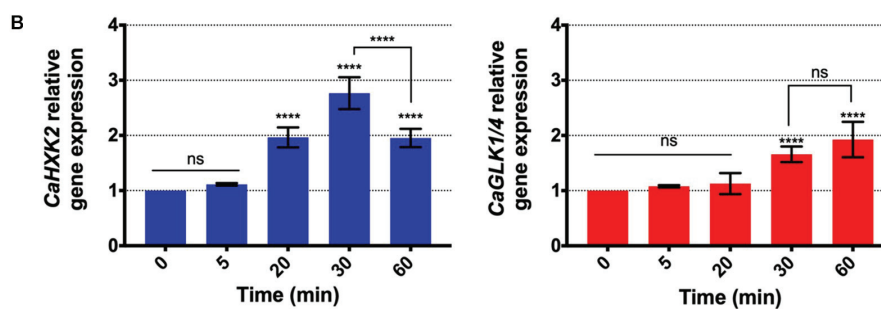 B
CaHXK2 relative
gene expression
4
3
2
1
0
ns
****
****
****
****
0
5
20
30
60
Time (min)
CaGLK1/4 relative
gene expression
4
3
2
1
0
ns
****
ns
****
0
5
20
30
60
Time (min)